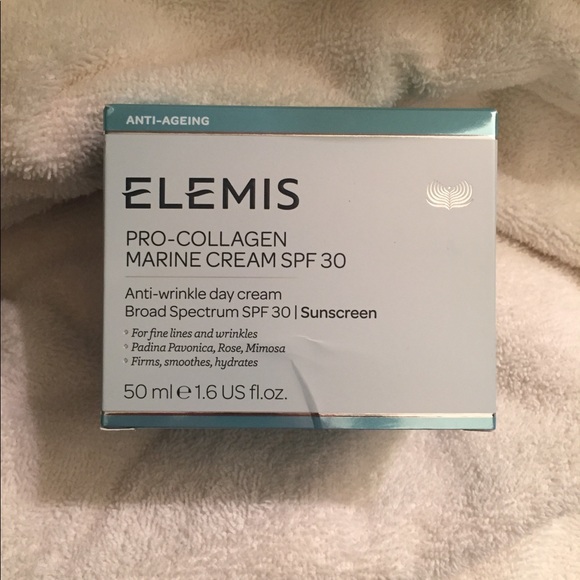 ANTI-AGEING
ELEMIS
PRO-COLLAGEN
MARINE CREAM SPF 30
Anti-wrinkle day cream
Broad Spectrum SPF 30 | Sunscreen
For fine lines and wrinkles
Padina Pavonica, Rose, Mimosa
Firms, smoothes, hydrates
50 ml ℮ 1.6 US fl.oz.